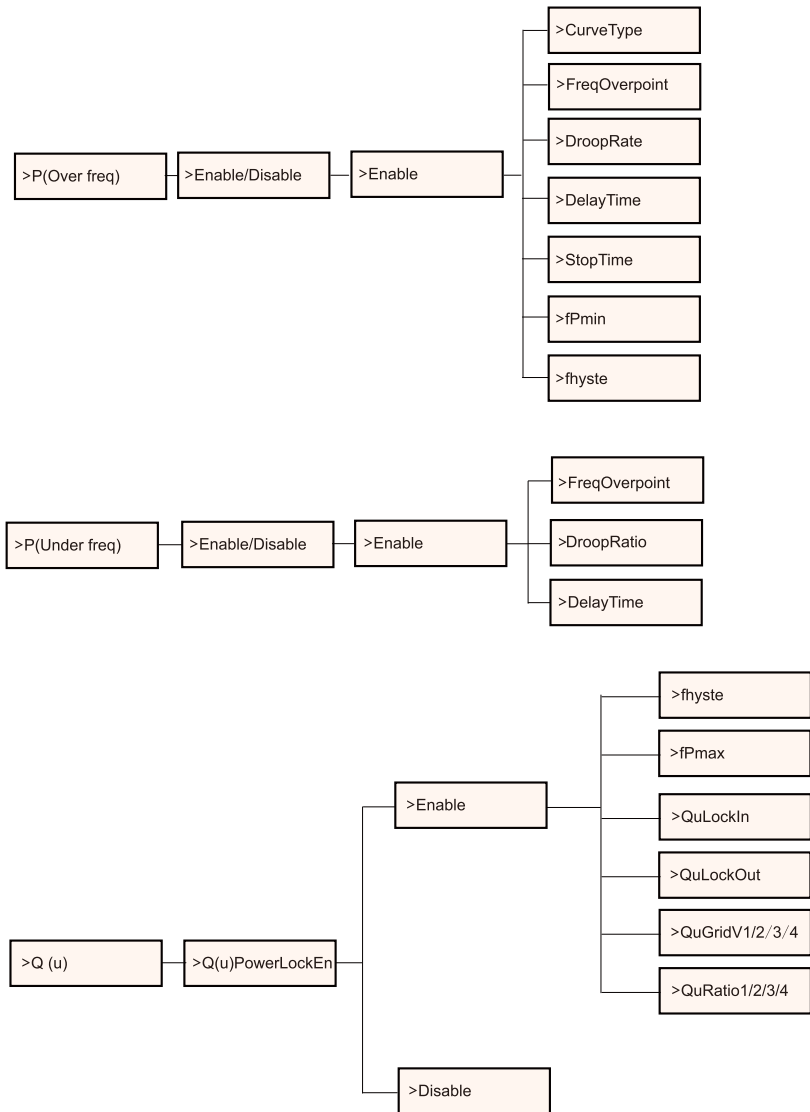 >P(Over freq)
>Enable/Disable
>Enable
>CurveType
>FreqOverpoint
>DroopRate
>DelayTime
>StopTime
>fPmin
>fhyste
>P(Under freq)
>Enable/Disable
>Enable
>FreqOverpoint
>DroopRatio
>DelayTime
>Q (u)
>Q(u)PowerLockEn
>Enable
>fhyste
>fPmax
>QuLockIn
>QuLockOut
>QuGridV1/2/3/4
>QuRatio1/2/3/4
>Disable